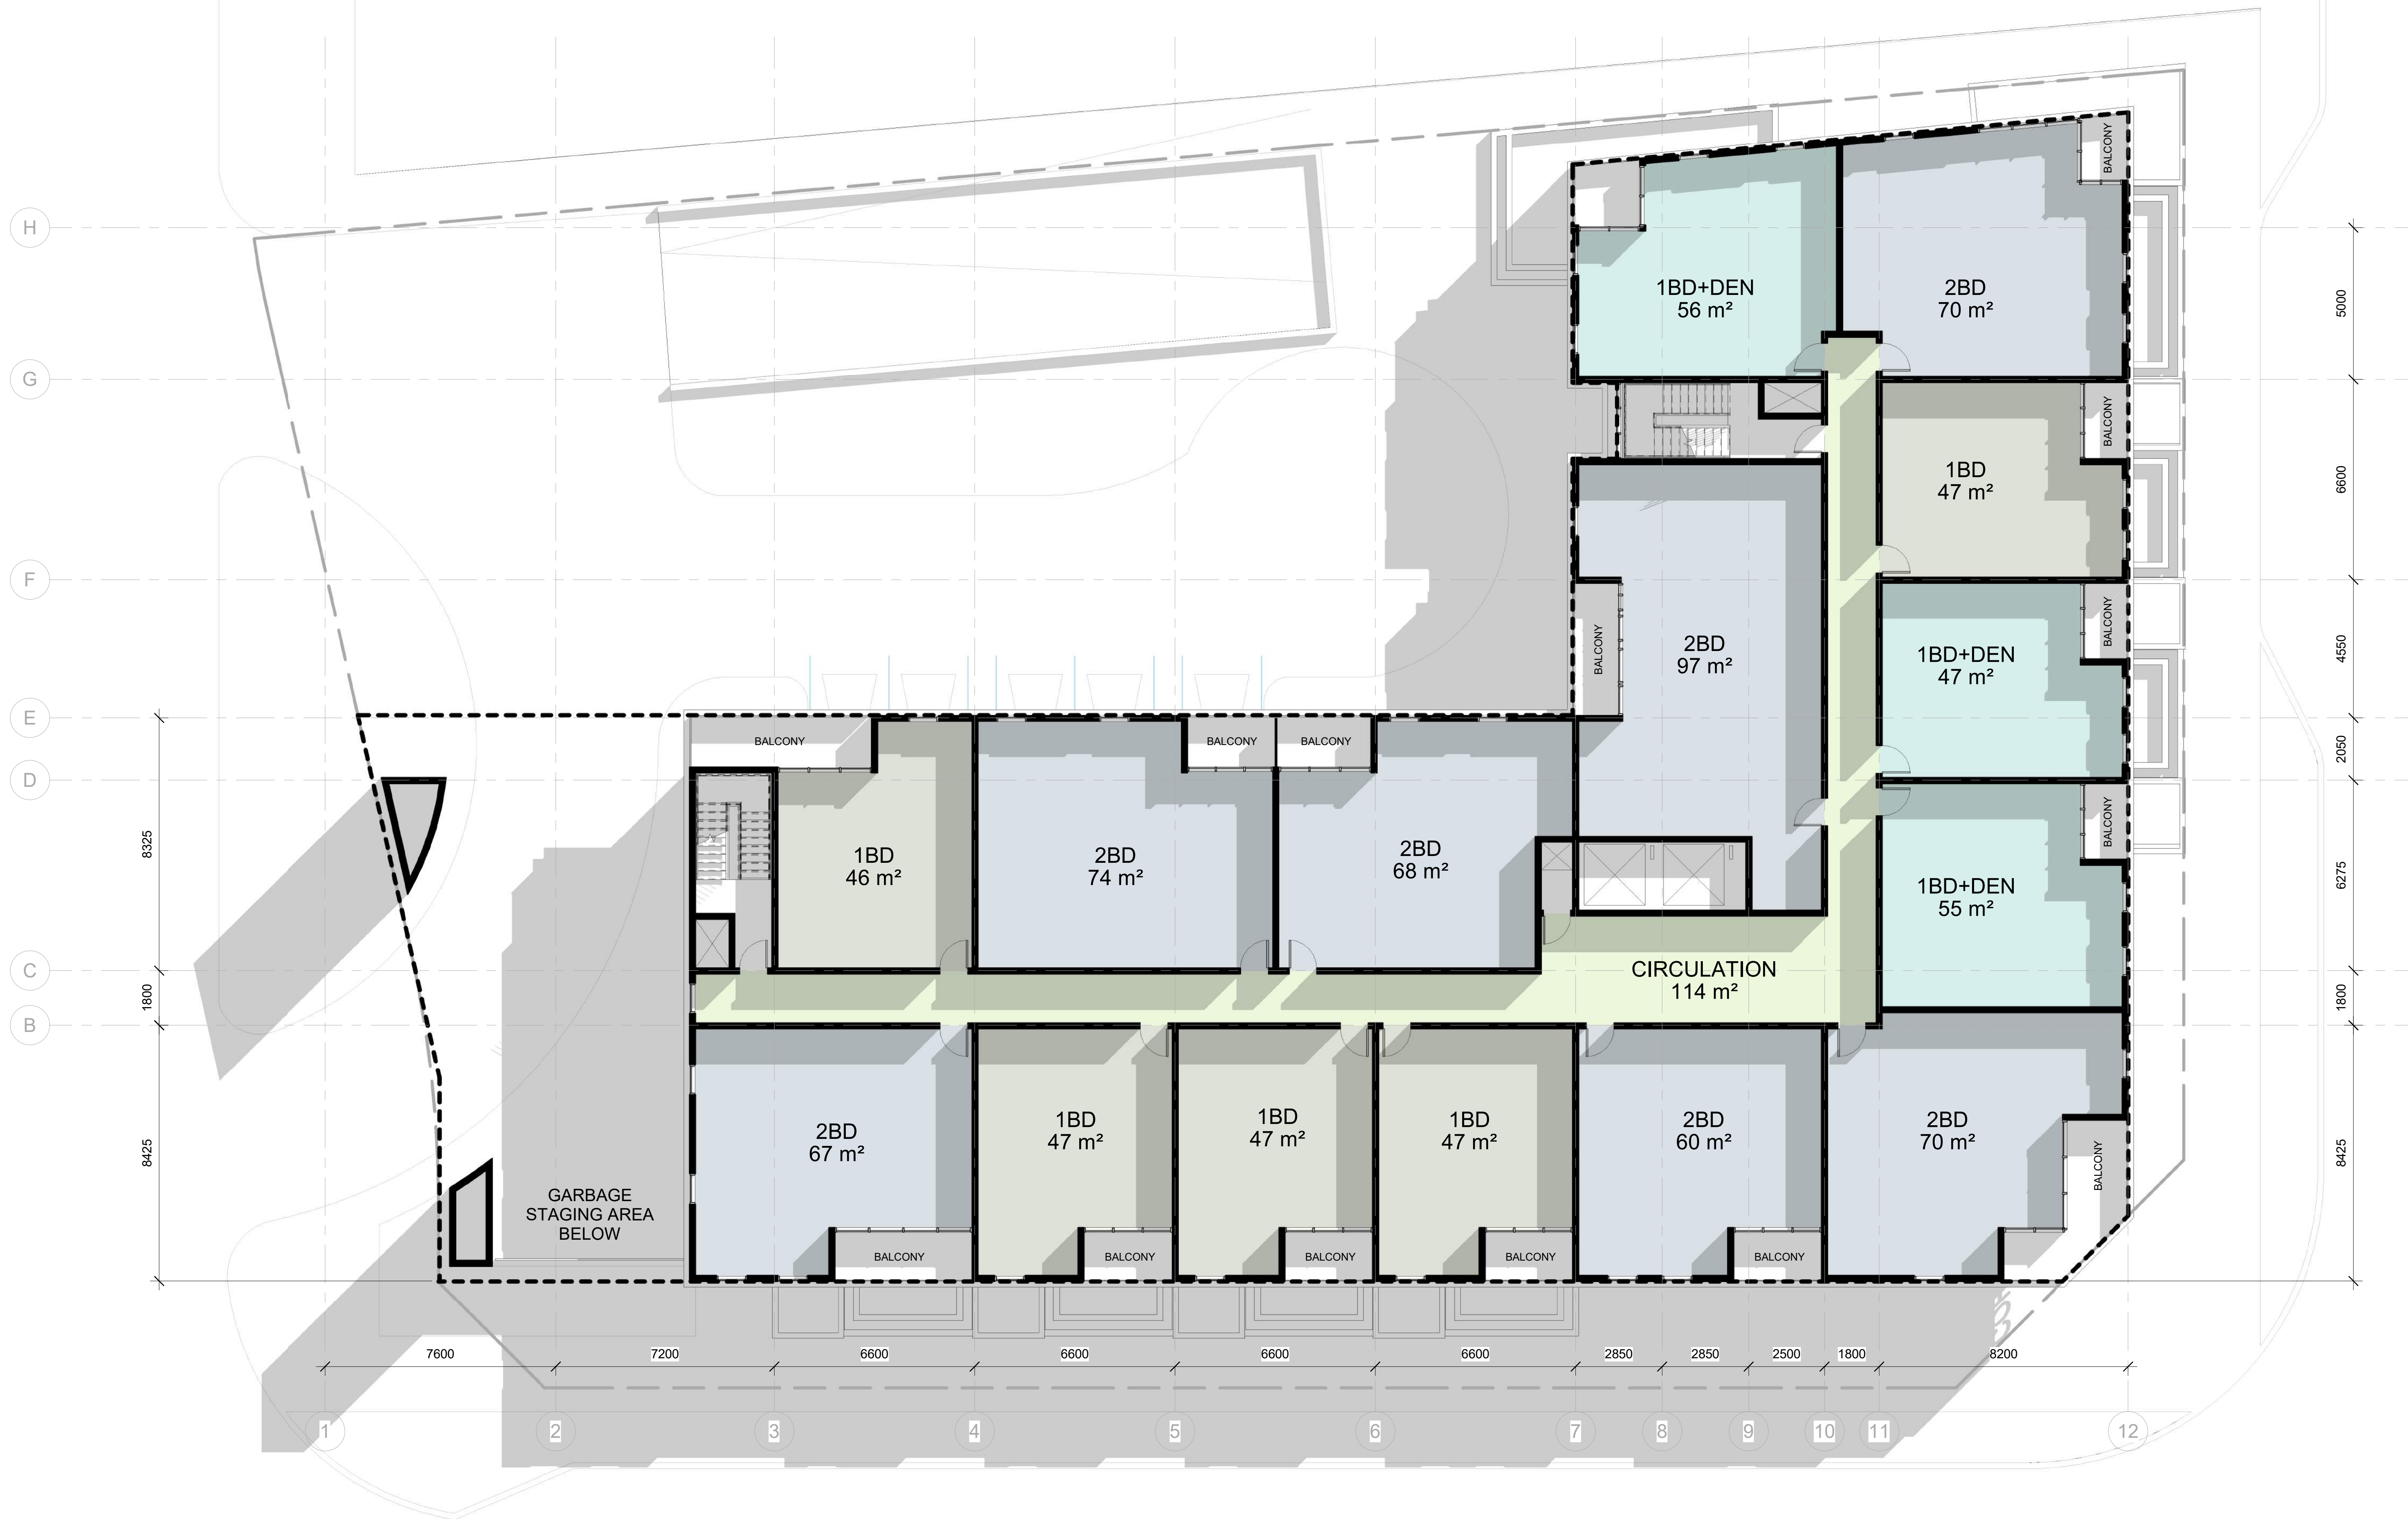 H
BALCONY
1BD+DEN
56 m²
2BD
70 m²
5000
G
BALCONY
1BD
47 m²
6600
F
BALCONY
BALCONY
2BD
97 m²
1BD+DEN
47 m²
4550
E
BALCONY
BALCONY
BALCONY
2050
D
BALCONY
8325
1BD
46 m²
2BD
74 m²
2BD
68 m²
1BD+DEN
55 m²
6275
C
CIRCULATION
114 m²
1800
1800
B
8425
2BD
67 m²
1BD
47 m²
1BD
47 m²
1BD
47 m²
2BD
60 m²
2BD
70 m²
BALCONY
8425
GARBAGE
STAGING AREA
BELOW
BALCONY
BALCONY
BALCONY
BALCONY
BALCONY
7600
7200
6600
6600
6600
6600
2850
2850
2500
1800
8200
1
2
3
4
5
6
7
8
9
10
11
12